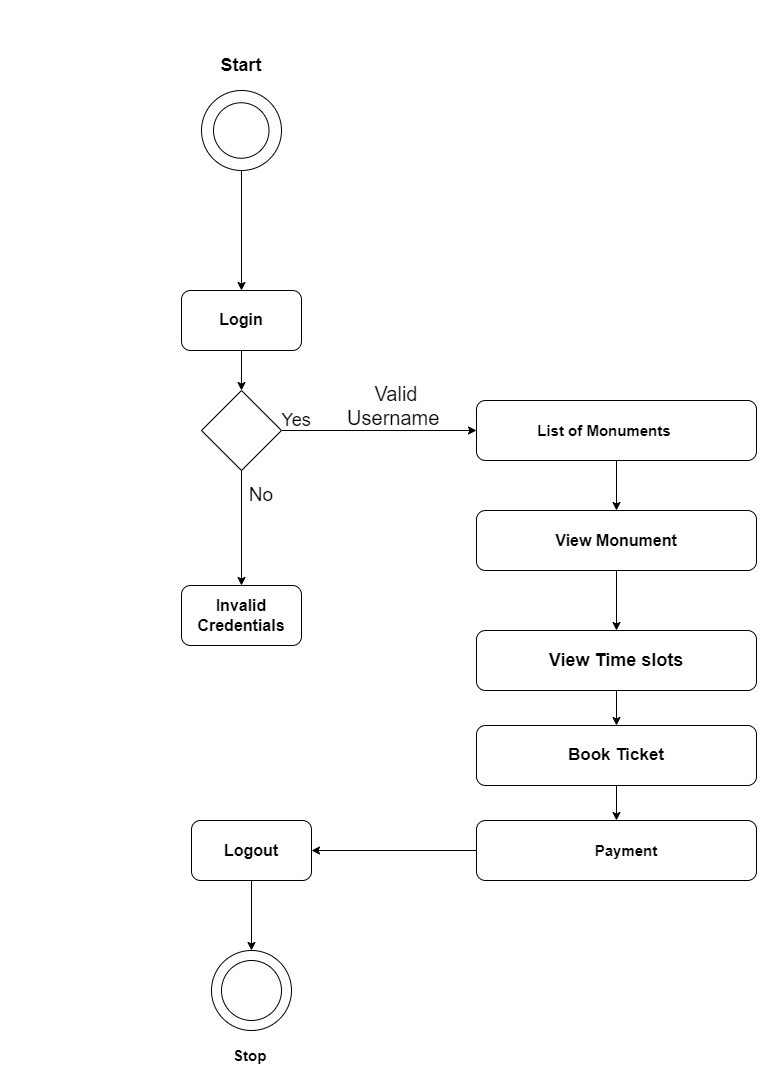 Start
Login
Valid
Username
Yes
List of Monuments
No
View Monument
Invalid
Credentials
View Time slots
Book Ticket
Logout
Payment
Stop